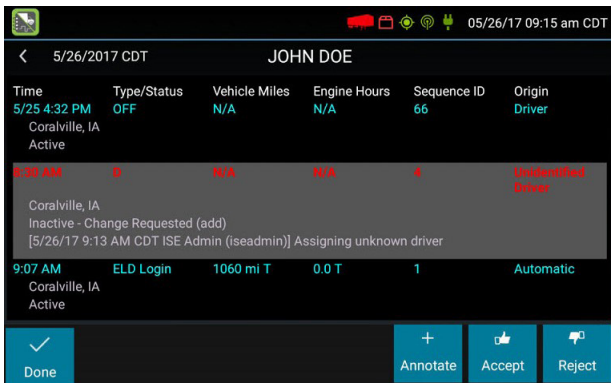 05/26/17 09:15 am CDT
5/26/2017 CDT JOHN DOE
Time Type/Status Vehicle Miles Engine Hours Sequence ID Origin
5/25 4:32 PM OFF N/A N/A 66 Driver
Coralville, IA
Active
8:30 AM D N/A N/A 4 Unidentified
Driver
Coralville, IA
Inactive - Change Requested (add)
[5/26/17 9:13 AM CDT ISE Admin (iseadmin)] Assigning unknown driver
9:07 AM ELD Login 1060 mi T 0.0 T 1 Automatic
Coralville, IA
Active
Done Annotate Accept Reject